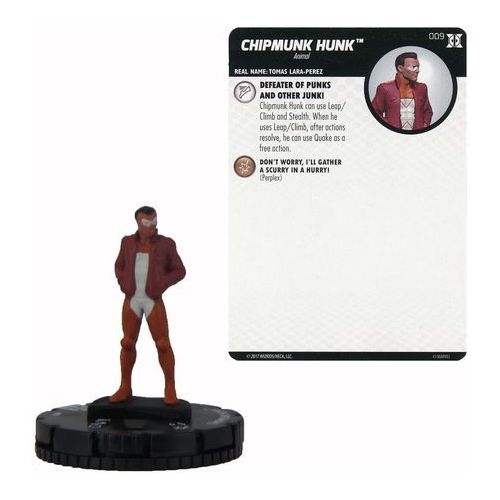 009
CHIPMUNK HUNK™
Animal
REAL NAME: TOMAS LARA-PEREZ
DEFEATER OF PUNKS
AND OTHER JUNK!
Chipmunk Hunk can use Leap/
Climb and Stealth. When he
uses Leap/Climb, after actions
resolve, he can use Quake as a
free action.
DON'T WORRY, I'LL GATHER
A SCURRY IN A HURRY!
(Perplex)
© 2017 WIZKIDS/NECA, LLC.
© MARVEL